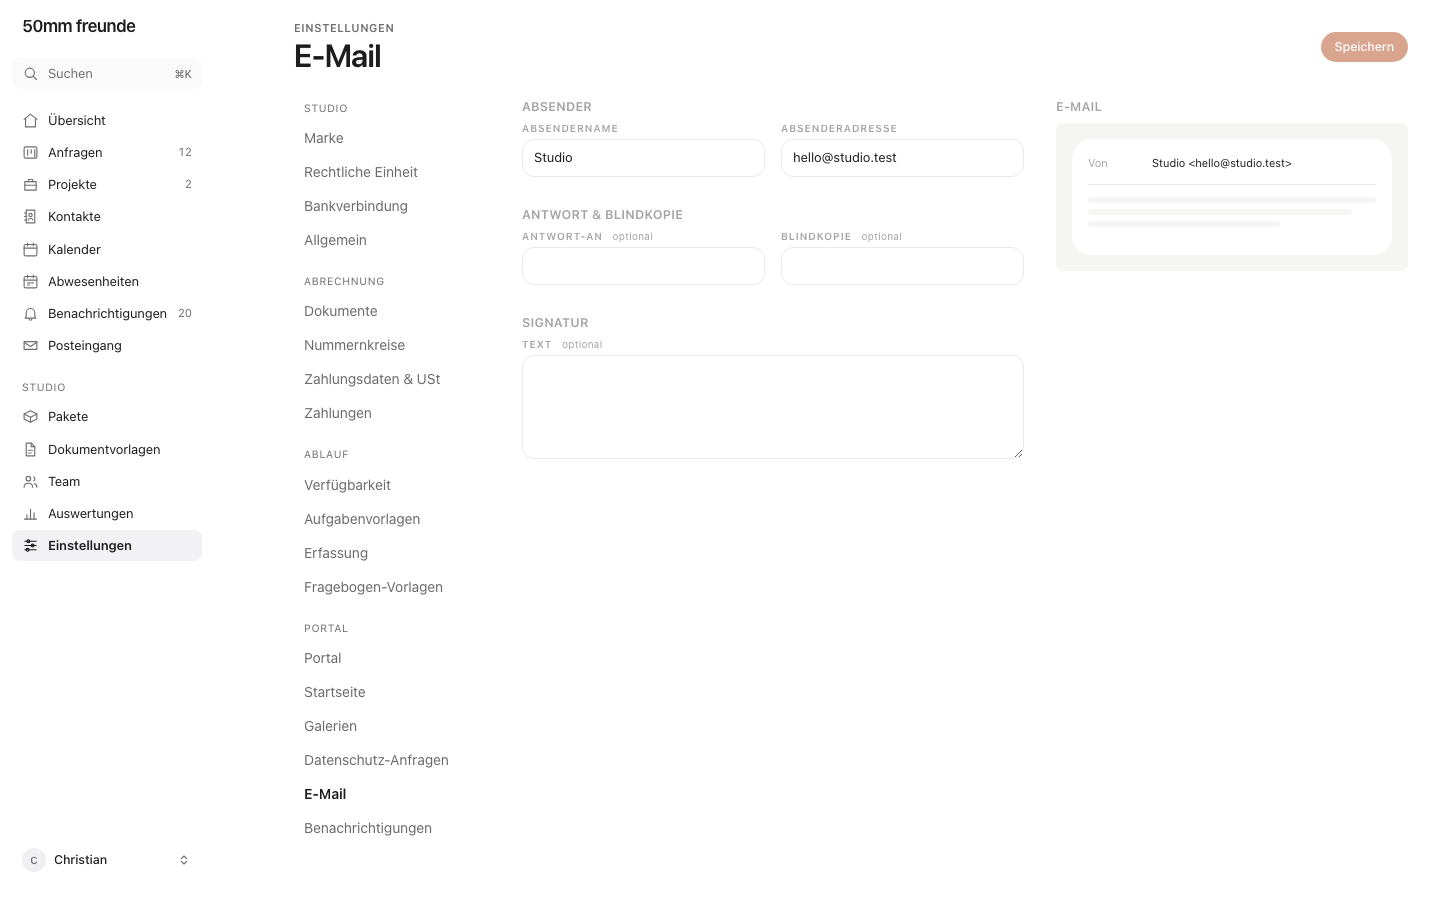 50mm freunde
Suchen ⌘K
Übersicht
Anfragen 12
Projekte 2
Kontakte
Kalender
Abwesenheiten
Benachrichtigungen 20
Posteingang
STUDIO
Pakete
Dokumentvorlagen
Team
Auswertungen
Einstellungen
C Christian
EINSTELLUNGEN
E-Mail
Speichern
STUDIO
Marke
Rechtliche Einheit
Bankverbindung
Allgemein
ABRECHNUNG
Dokumente
Nummernkreise
Zahlungsdaten & USt
Zahlungen
ABLAUF
Verfügbarkeit
Aufgabenvorlagen
Erfassung
Fragebogen-Vorlagen
PORTAL
Portal
Startseite
Galerien
Datenschutz-Anfragen
E-Mail
Benachrichtigungen
ABSENDER
ABSENDERNAME ABSENDERADRESSE
Studio hello@studio.test
ANTWORT & BLINDKOPIE
ANTWORT-AN optional BLINDKOPIE optional
SIGNATUR
TEXT optional
E-MAIL
Von Studio <hello@studio.test>